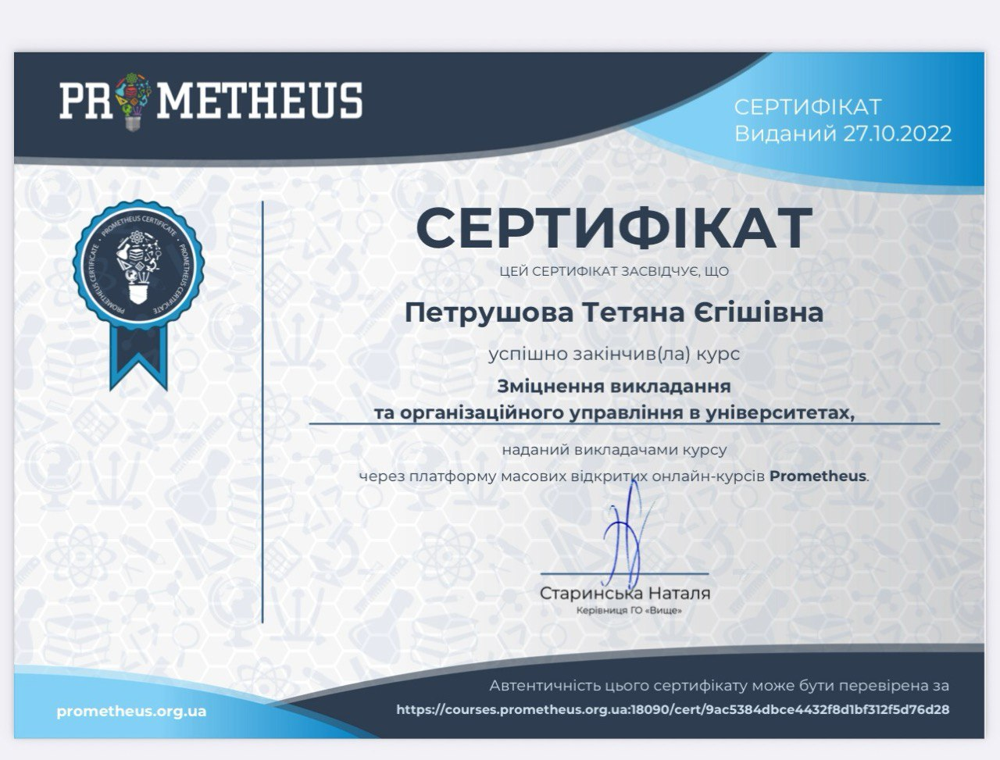 PROMETHEUS
СЕРТИФІКАТ
Виданий 27.10.2022
PROMETHEUS CERTIFICATE • PROMETHEUS CERTIFICATE • PROMETHEUS CERTIFICATE •
СЕРТИФІКАТ
ЦЕЙ СЕРТИФІКАТ ЗАСВІДЧУЄ, ЩО
Петрушова Тетяна Єгішівна
успішно закінчив(ла) курс
Зміцнення викладання
та організаційного управління в університетах,
наданий викладачами курсу
через платформу масових відкритих онлайн-курсів Prometheus.
Старинська Наталя
Керівниця ГО «Вище»
Автентичність цього сертифікату може бути перевірена за
prometheus.org.ua
https://courses.prometheus.org.ua:18090/cert/9ac5384dbce4432f8d1bf312f5d76d28